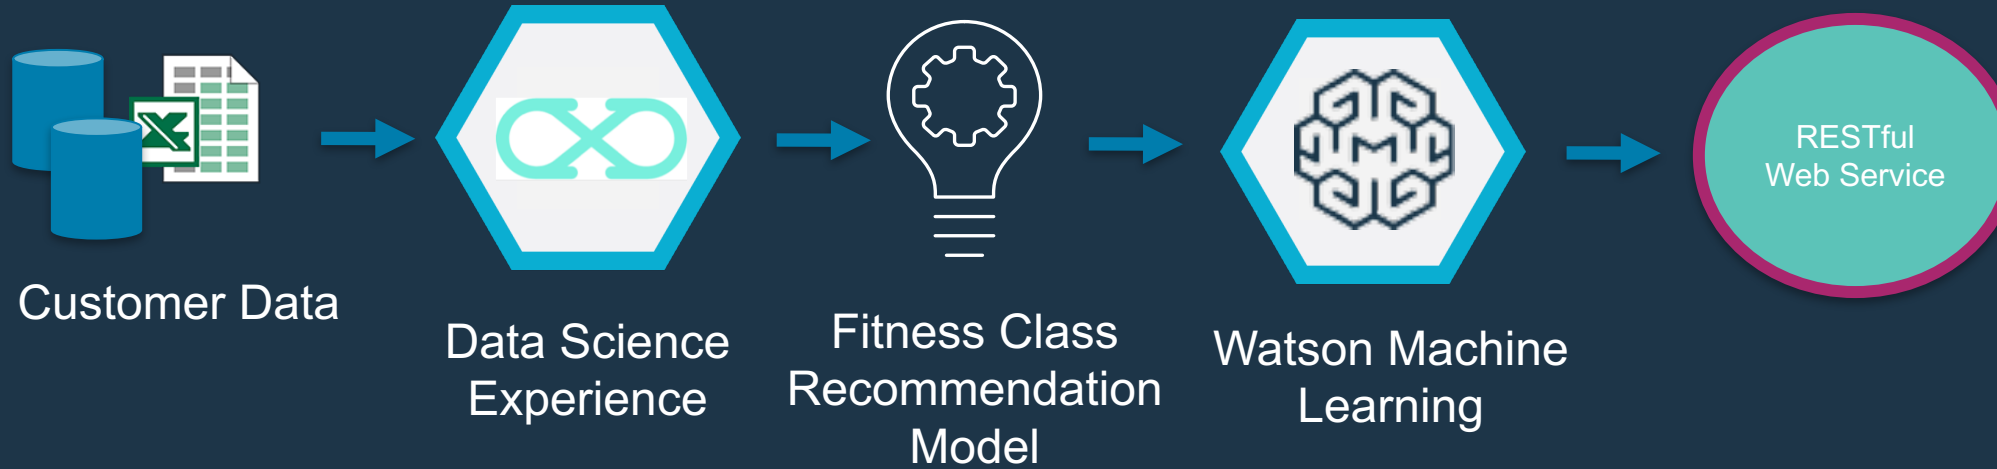 Customer Data
Data Science
Experience
Fitness Class
Recommendation
Model
Watson Machine
Learning
RESTful
Web Service